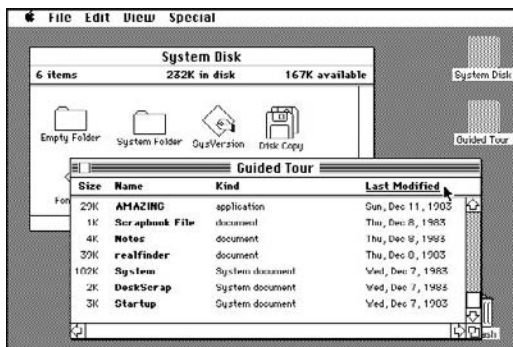 File Edit View Special
System Disk
6 items 232K in disk 167K available
System Disk
Empty Folder System Folder SysVersion Disk Copy
Guided Tour
Guided Tour
Size Name Kind Last Modified
29K AMAZING application Sun, Dec 11, 1983
1K Scrapbook File document Thu, Dec 8, 1983
4K Notes document Thu, Dec 8, 1983
39K realfinder document Thu, Dec 8, 1983
102K System System document Wed, Dec 7, 1983
2K DeskScrap System document Wed, Dec 7, 1983
3K Startup System document Wed, Dec 7, 1983